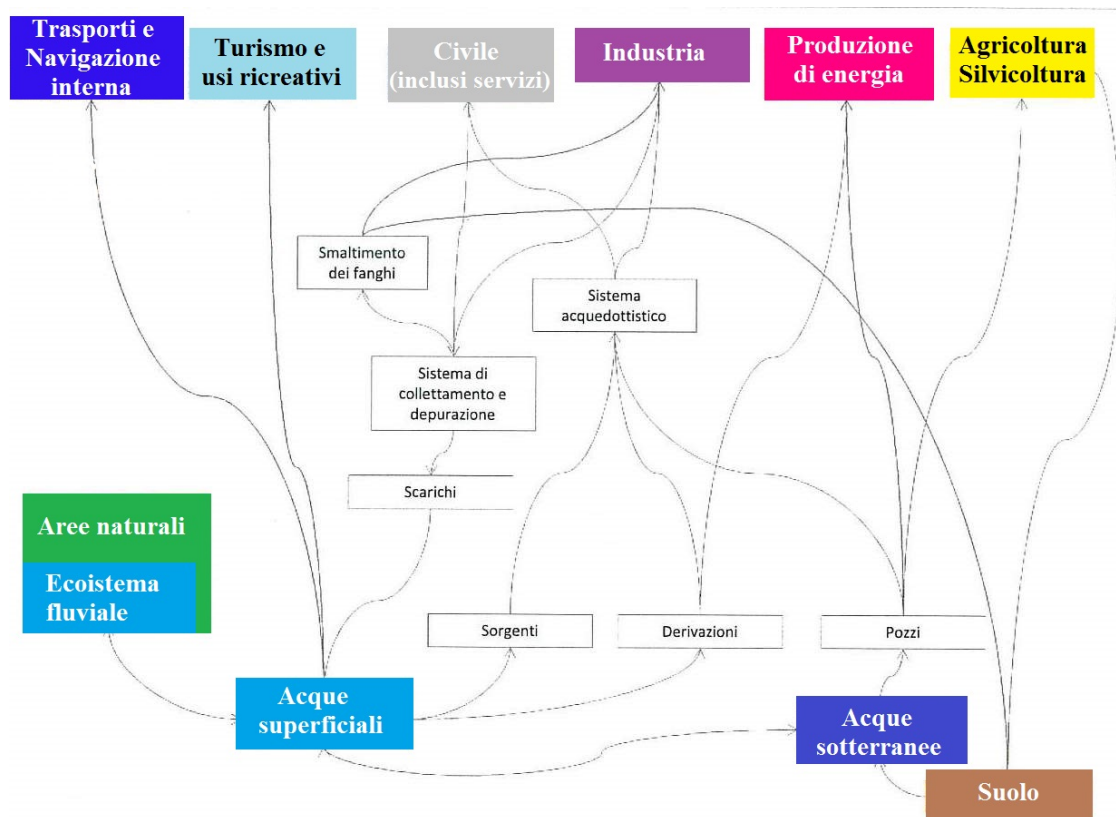 Trasporti e
Navigazione
interna
Turismo e
usi ricreativi
Civile
(inclusi servizi)
Industria
Produzione
di energia
Agricoltura
Silvicoltura
Smaltimento
dei fanghi
Sistema
acquedottistico
Sistema di
collettamento e
depurazione
Scarichi
Aree naturali
Ecoistema
fluviale
Sorgenti
Derivazioni
Pozzi
Acque
superficiali
Acque
sotterranee
Suolo